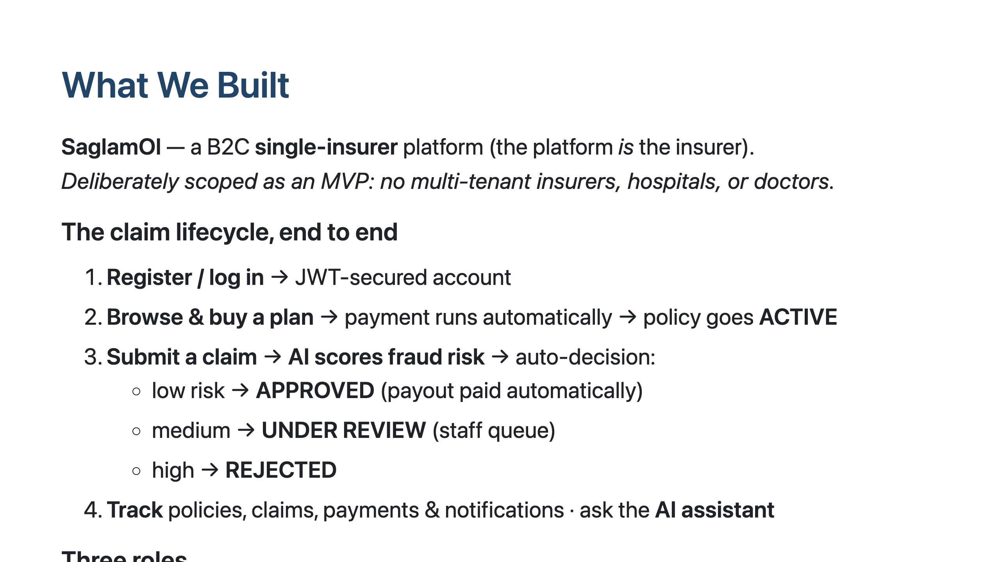 What We Built
SaglamOl — a B2C single-insurer platform (the platform is the insurer).
Deliberately scoped as an MVP: no multi-tenant insurers, hospitals, or doctors.
The claim lifecycle, end to end
1. Register / log in → JWT-secured account
2. Browse & buy a plan → payment runs automatically → policy goes ACTIVE
3. Submit a claim → AI scores fraud risk → auto-decision:
○ low risk → APPROVED (payout paid automatically)
○ medium → UNDER REVIEW (staff queue)
○ high → REJECTED
4. Track policies, claims, payments & notifications · ask the AI assistant
Three roles